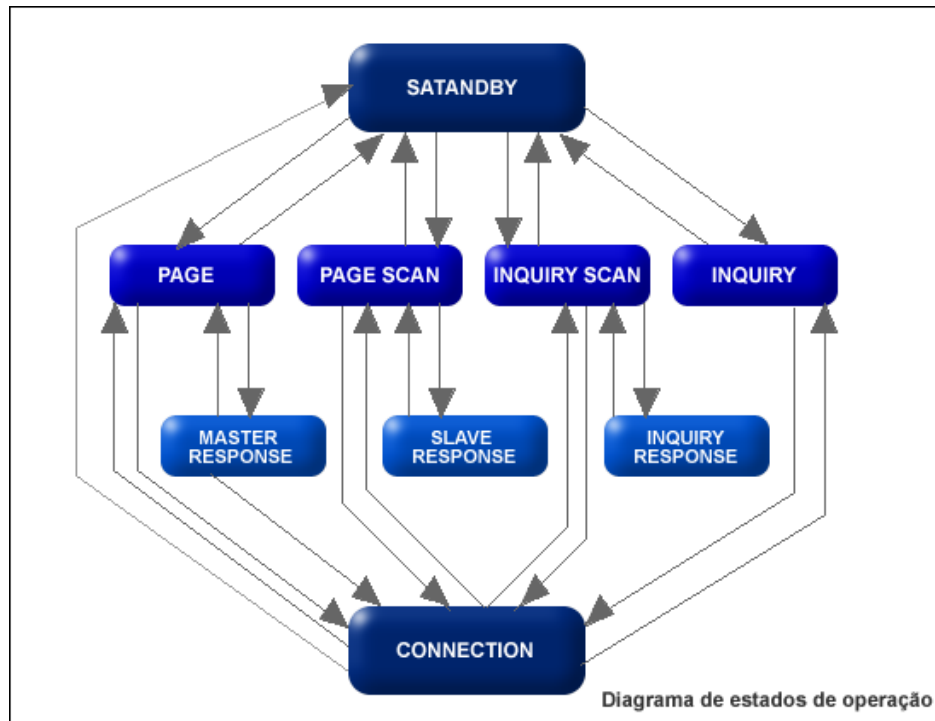 SATANDBY
PAGE
PAGE SCAN
INQUIRY SCAN
INQUIRY
MASTER
RESPONSE
SLAVE
RESPONSE
INQUIRY
RESPONSE
CONNECTION
Diagrama de estados de operação